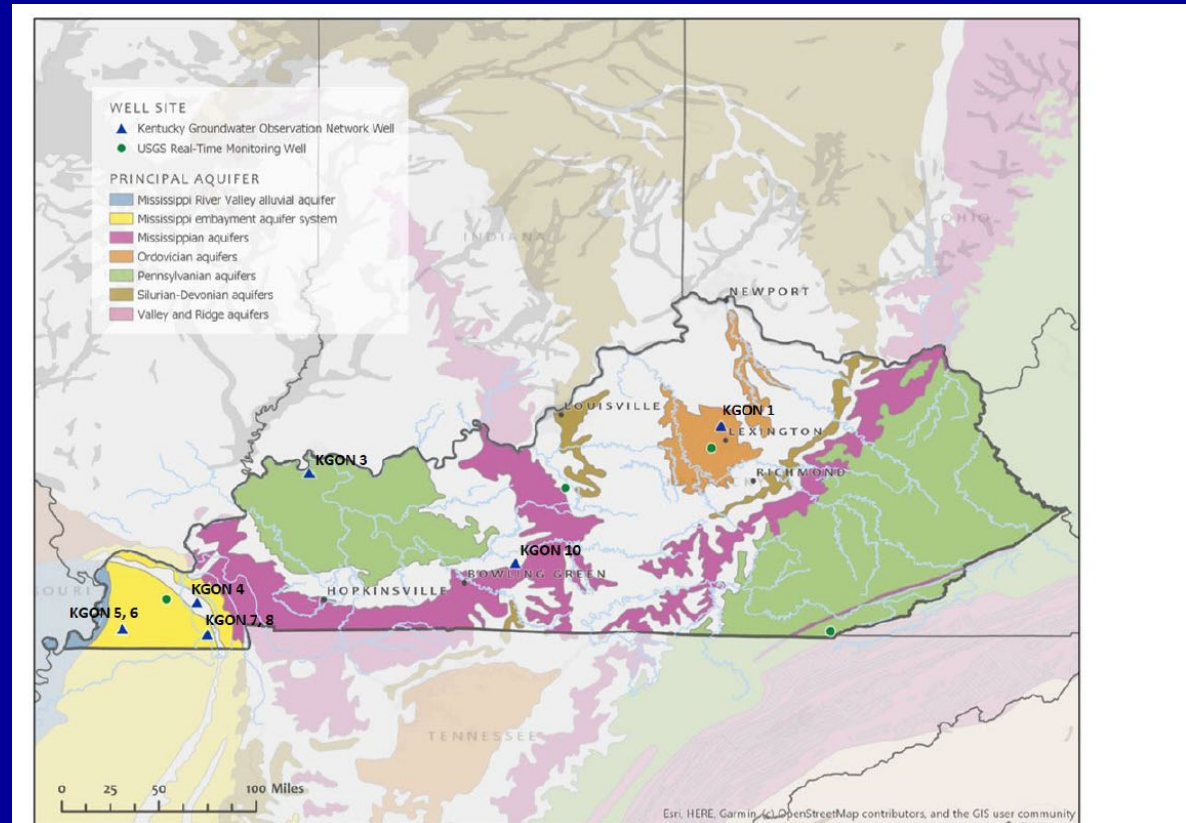 WELL SITE
Kentucky Groundwater Observation Network Well
USGS Real-Time Monitoring Well
PRINCIPAL AQUIFER
Mississippi River Valley alluvial aquifer
Mississippi embayment aquifer system
Mississippian aquifers
Ordovician aquifers
Pennsylvanian aquifers
Silurian-Devonian aquifers
Valley and Ridge aquifers
OHIO
INDIANA
NEWPORT
LOUISVILLE
KGON 1
LEXINGTON
KGON 3
RICHMOND
KGON 10
BOWLING GREEN
HOPKINSVILLE
KGON 4
KGON 5, 6
KGON 7, 8
TENNESSEE
0 25 50 100 Miles
Esri, HERE, Garmin, (c) OpenStreetMap contributors, and the GIS user community